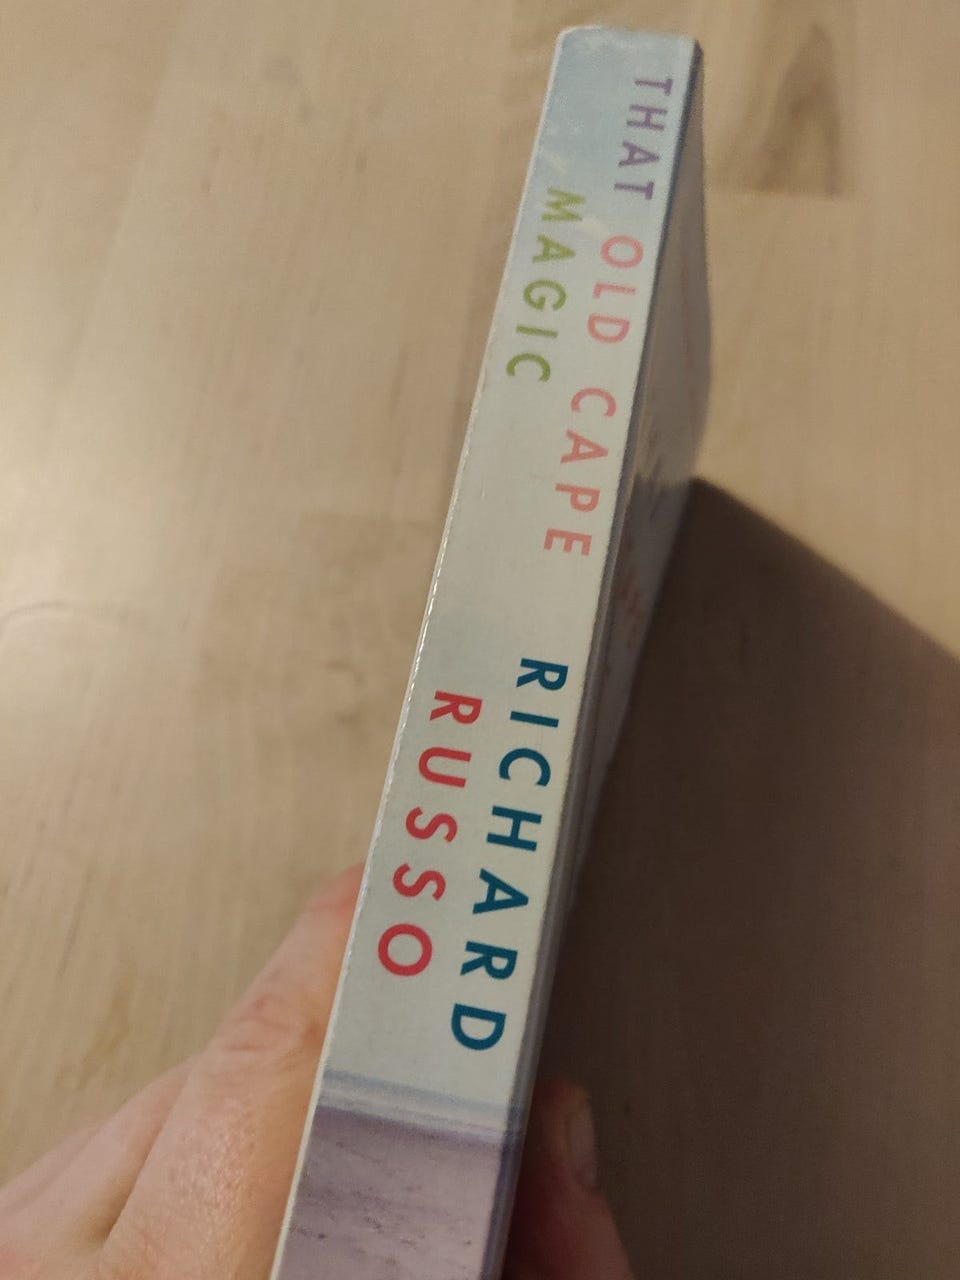 THAT OLD CAPE
MAGIC
RICHARD
RUSSO